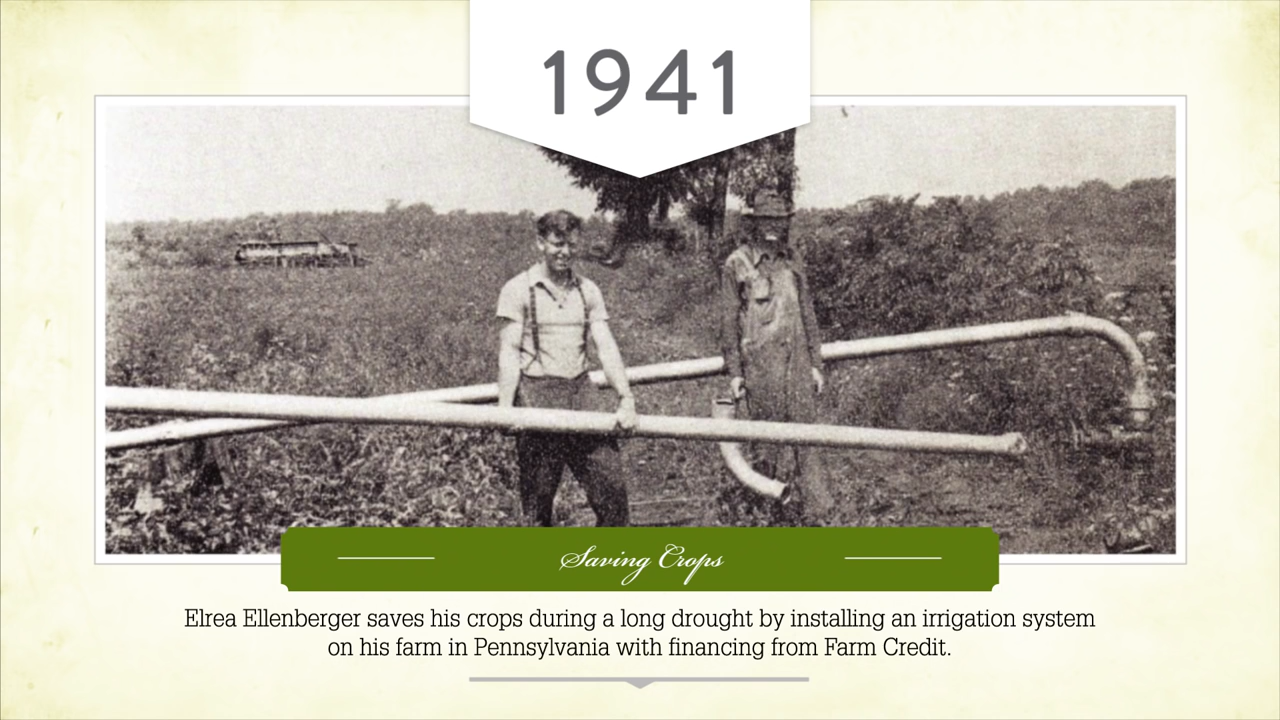 1941
Saving Crops
Elrea Ellenberger saves his crops during a long drought by installing an irrigation system
on his farm in Pennsylvania with financing from Farm Credit.